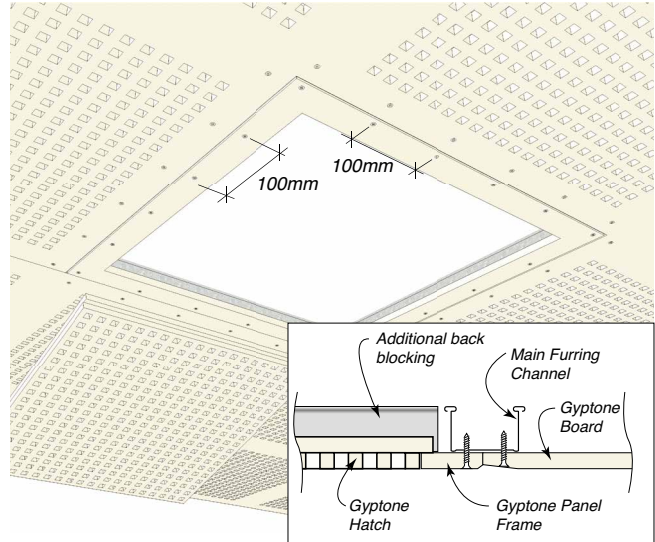 100mm
100mm
Additional back
blocking
Main Furring
Channel
Gyptone
Board
Gyptone
Hatch
Gyptone Panel
Frame